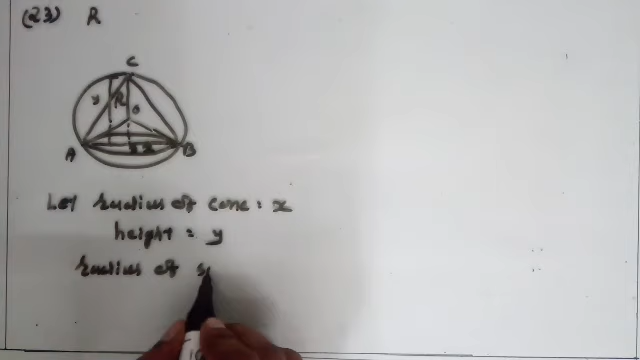 (23) R
C
y R
O
x
A B
Let radius of cone = x
height = y
radius of s